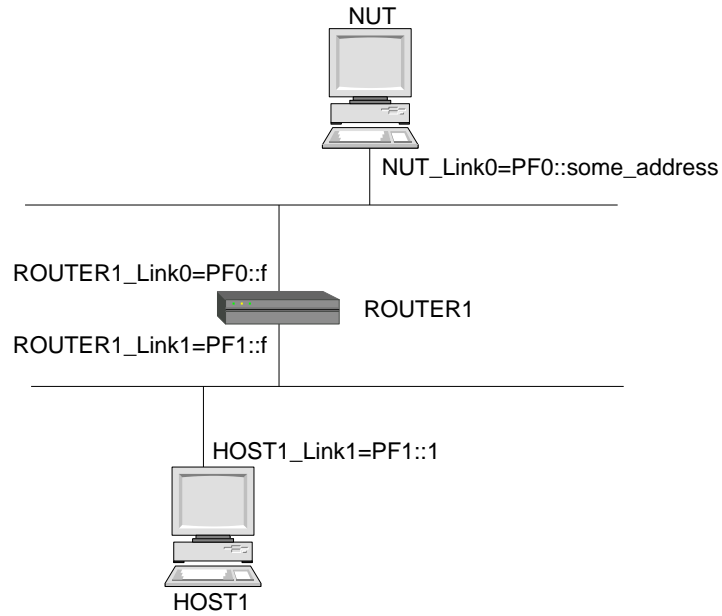 NUT
NUT_Link0=PF0::some_address
ROUTER1_Link0=PF0::f
ROUTER1
ROUTER1_Link1=PF1::f
HOST1_Link1=PF1::1
HOST1